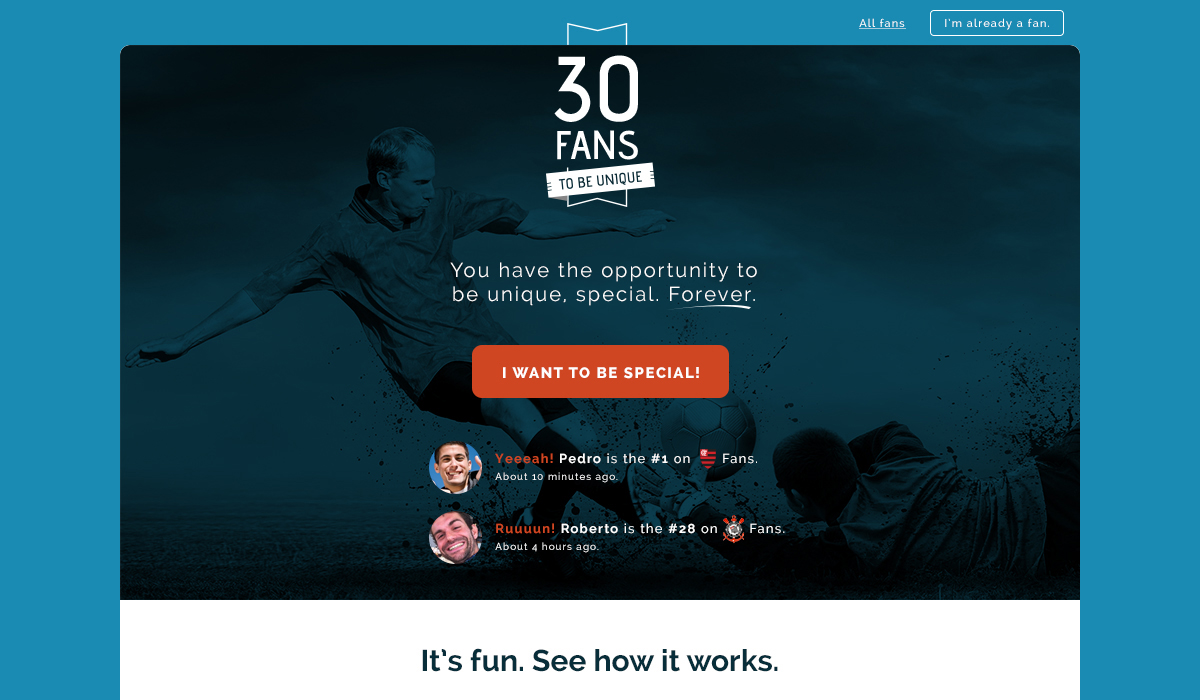 All fans
I'm already a fan.
30
FANS
TO BE UNIQUE
You have the opportunity to
be unique, special. Forever.
I WANT TO BE SPECIAL!
Yeeeah! Pedro is the #1 on Fans.
About 10 minutes ago.
Ruuuun! Roberto is the #28 on Fans.
About 4 hours ago.
It's fun. See how it works.